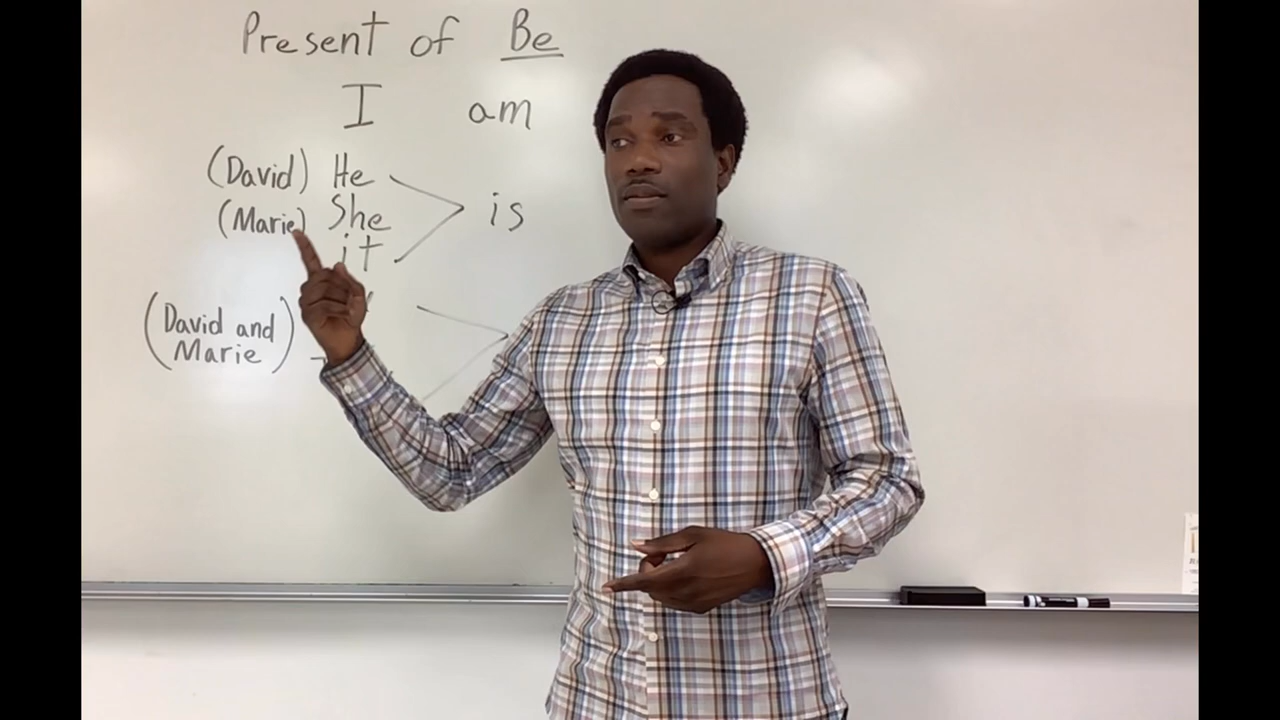 Present of Be
I am
(David) He
(Marie) She is
it
(David and
Marie)